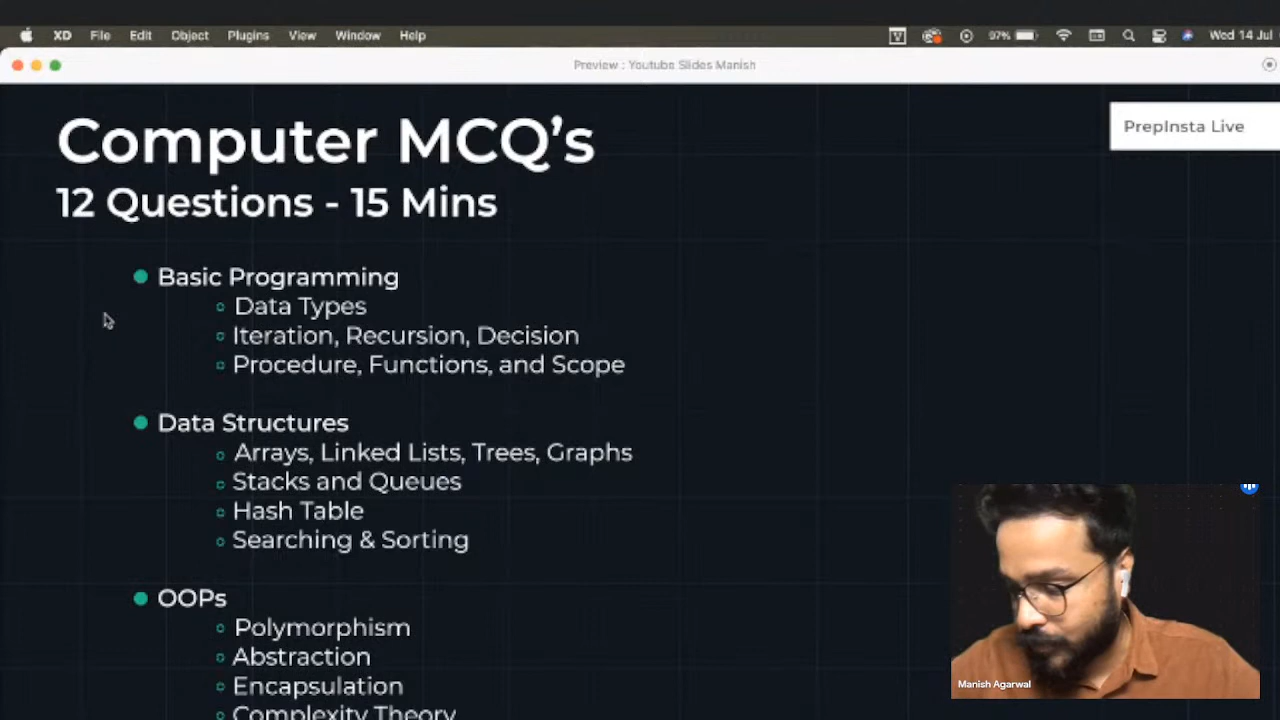 XD File Edit Object Plugins View Window Help 97% Wed 14 Jul
Preview : Youtube Slides Manish
Computer MCQ’s
12 Questions - 15 Mins
PrepInsta Live
Basic Programming
Data Types
Iteration, Recursion, Decision
Procedure, Functions, and Scope
Data Structures
Arrays, Linked Lists, Trees, Graphs
Stacks and Queues
Hash Table
Searching & Sorting
OOPs
Polymorphism
Abstraction
Encapsulation
Complexity Theory
Manish Agarwal